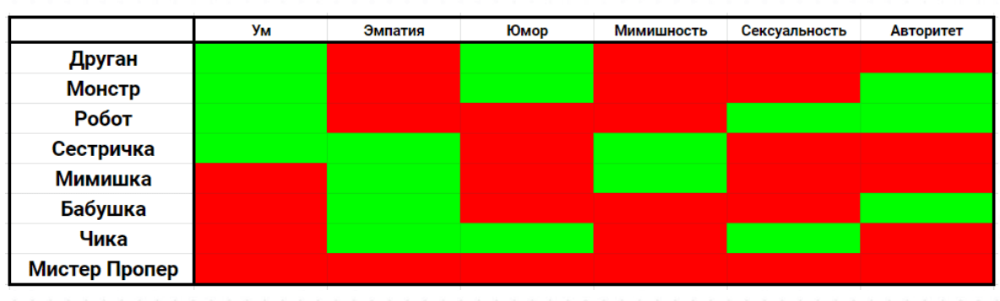 Ум Эмпатия Юмор Мимишность Сексуальность Авторитет
Друган
Монстр
Робот
Сестричка
Мимишка
Бабушка
Чика
Мистер Пропер